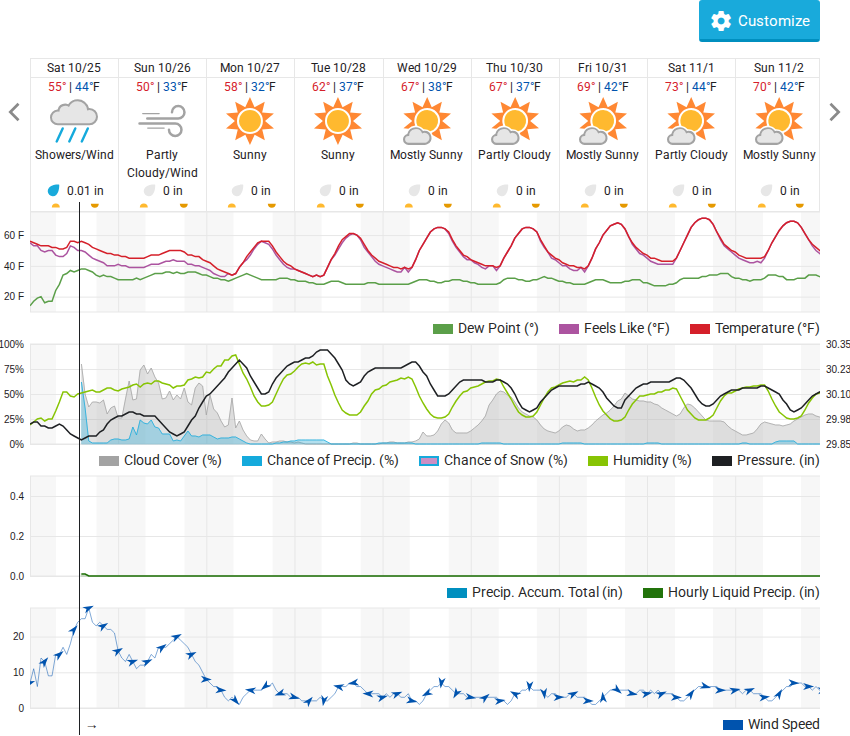 Customize
Sat 10/25 Sun 10/26 Mon 10/27 Tue 10/28 Wed 10/29 Thu 10/30 Fri 10/31 Sat 11/1 Sun 11/2
55° | 44°F 50° | 33°F 58° | 32°F 62° | 37°F 67° | 38°F 67° | 37°F 69° | 42°F 73° | 44°F 70° | 42°F
Showers/Wind Partly Sunny Sunny Mostly Sunny Partly Cloudy Mostly Sunny Partly Cloudy Mostly Sunny
Cloudy/Wind
0.01 in 0 in 0 in 0 in 0 in 0 in 0 in 0 in 0 in
60 F
40 F
20 F
Dew Point (°) Feels Like (°F) Temperature (°F)
100% 30.35
75% 30.23
50% 30.10
25% 29.98
0% 29.85
Cloud Cover (%) Chance of Precip. (%) Chance of Snow (%) Humidity (%) Pressure. (in)
0.4
0.2
0.0
Precip. Accum. Total (in) Hourly Liquid Precip. (in)
20
10
0
→
Wind Speed